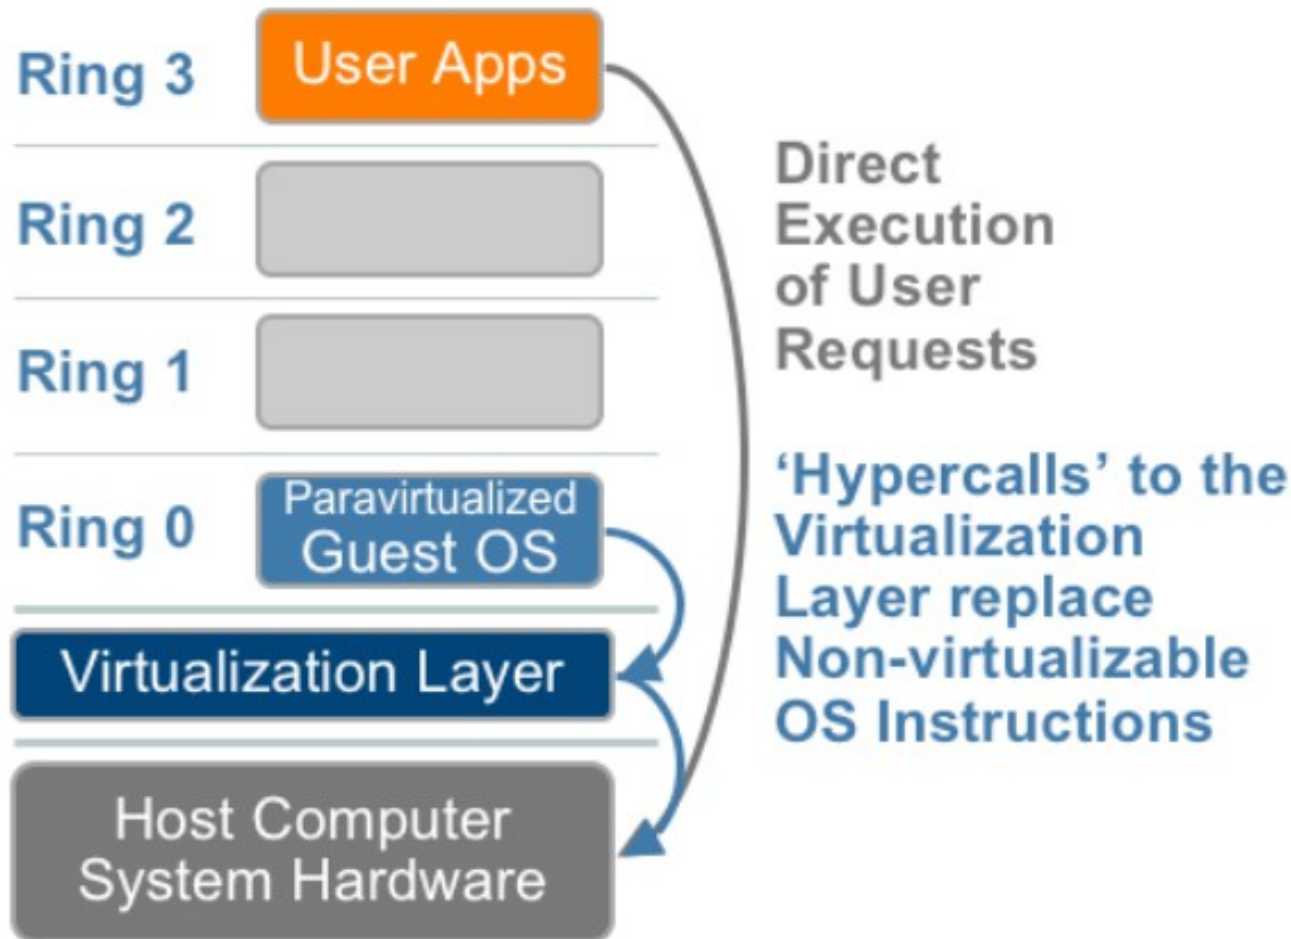 Ring 3
User Apps
Ring 2
Ring 1
Ring 0
Paravirtualized
Guest OS
Virtualization Layer
Host Computer
System Hardware
Direct
Execution
of User
Requests
‘Hypercalls’ to the
Virtualization
Layer replace
Non-virtualizable
OS Instructions